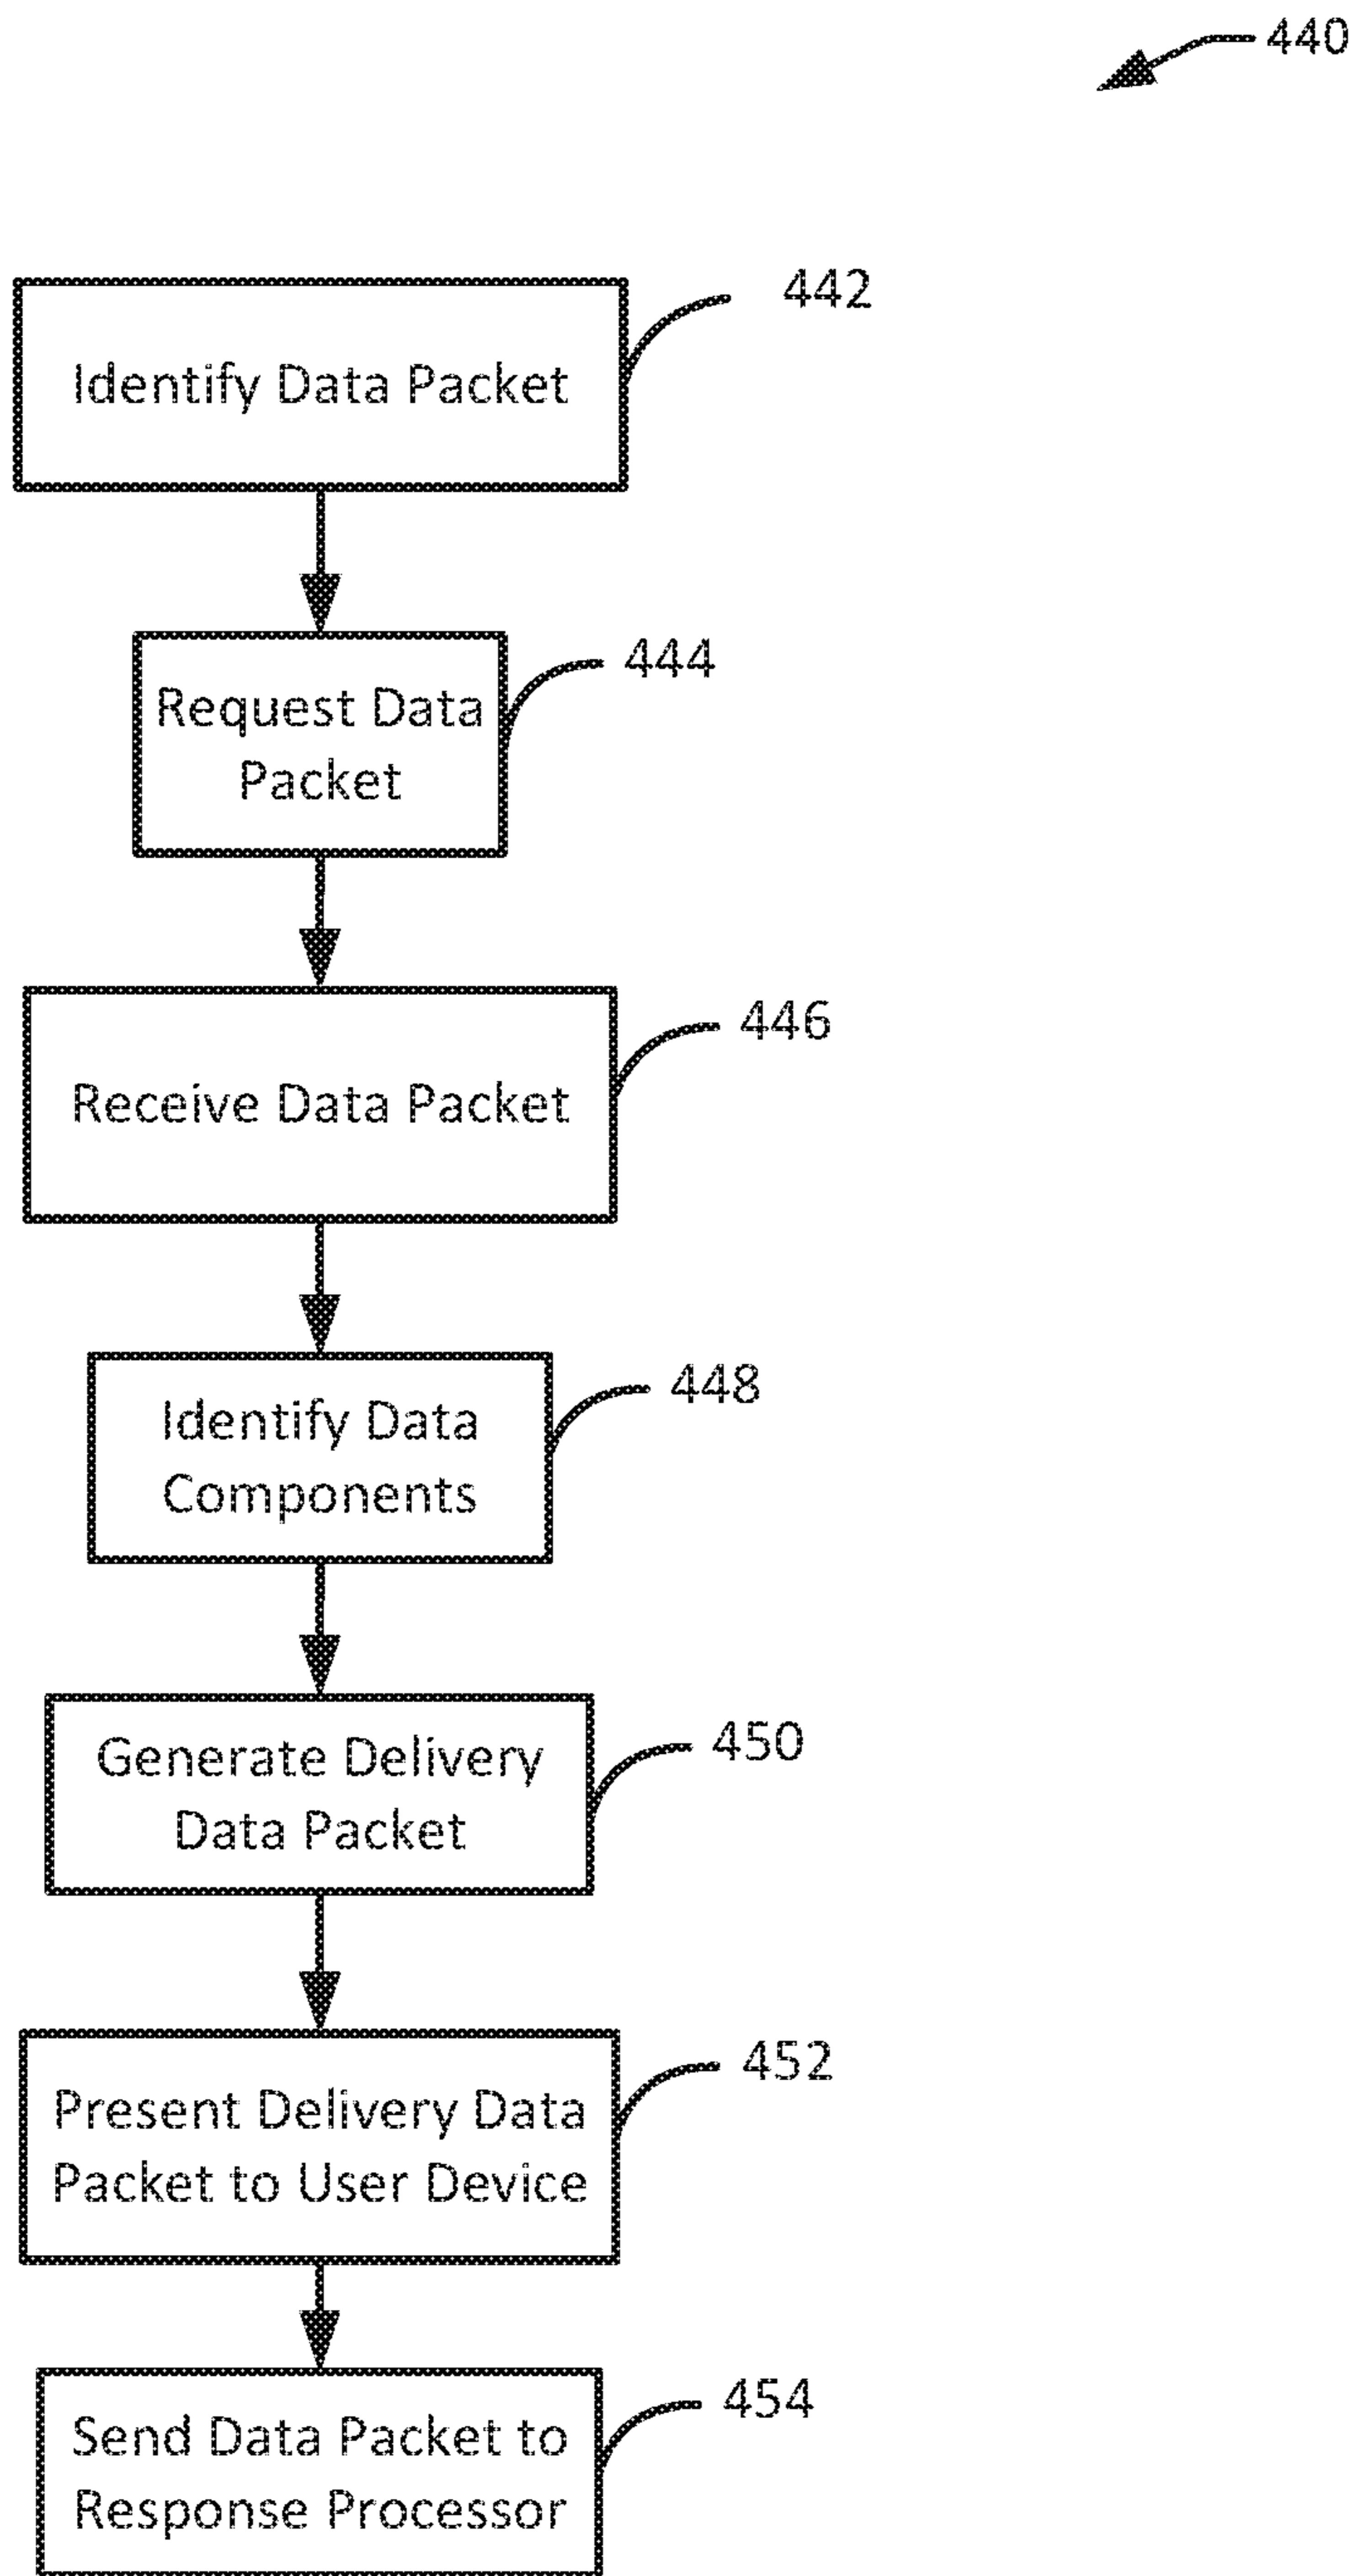 440
442
Identify Data Packet
444
Request Data
Packet
446
Receive Data Packet
448
Identify Data
Components
450
Generate Delivery
Data Packet
452
Present Delivery Data
Packet to User Device
454
Send Data Packet to
Response Processor